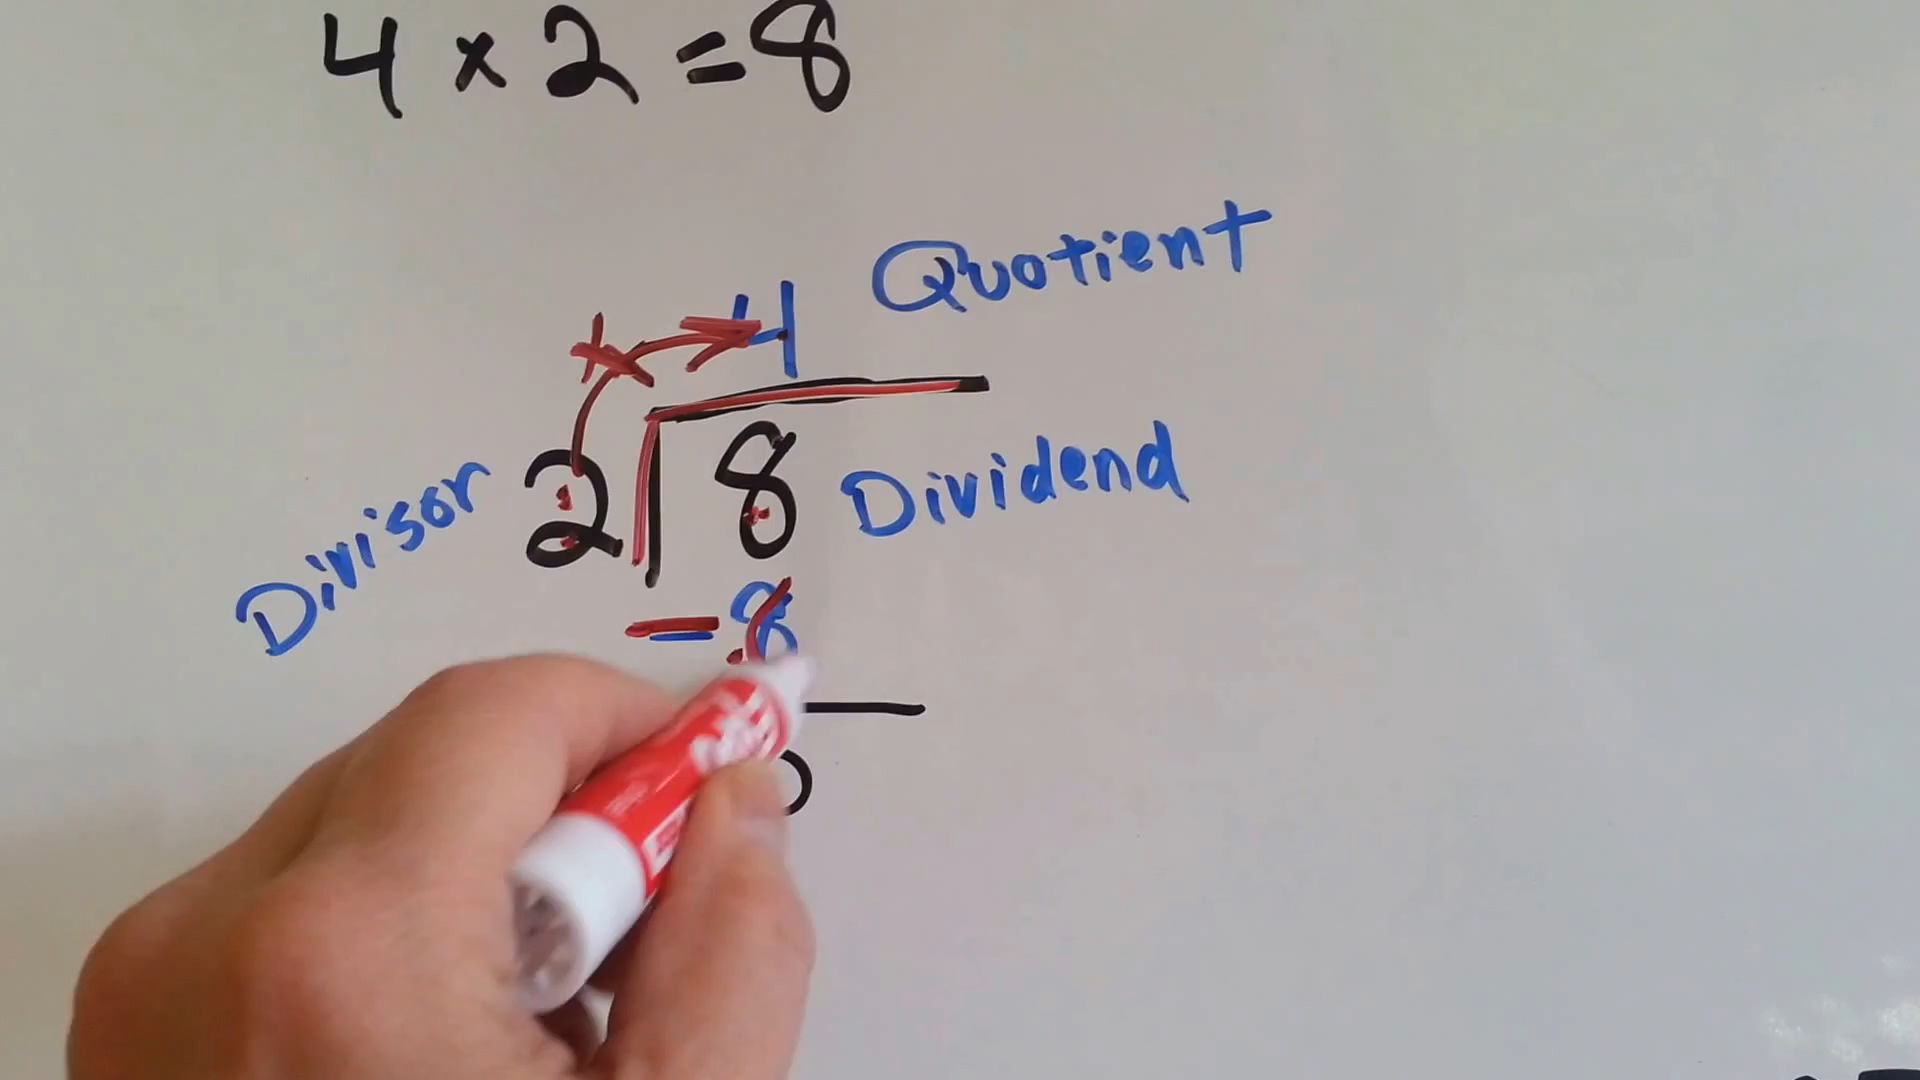 4 × 2 = 8
Quotient
× 4
Divisor 2 8 Dividend
- 8
0